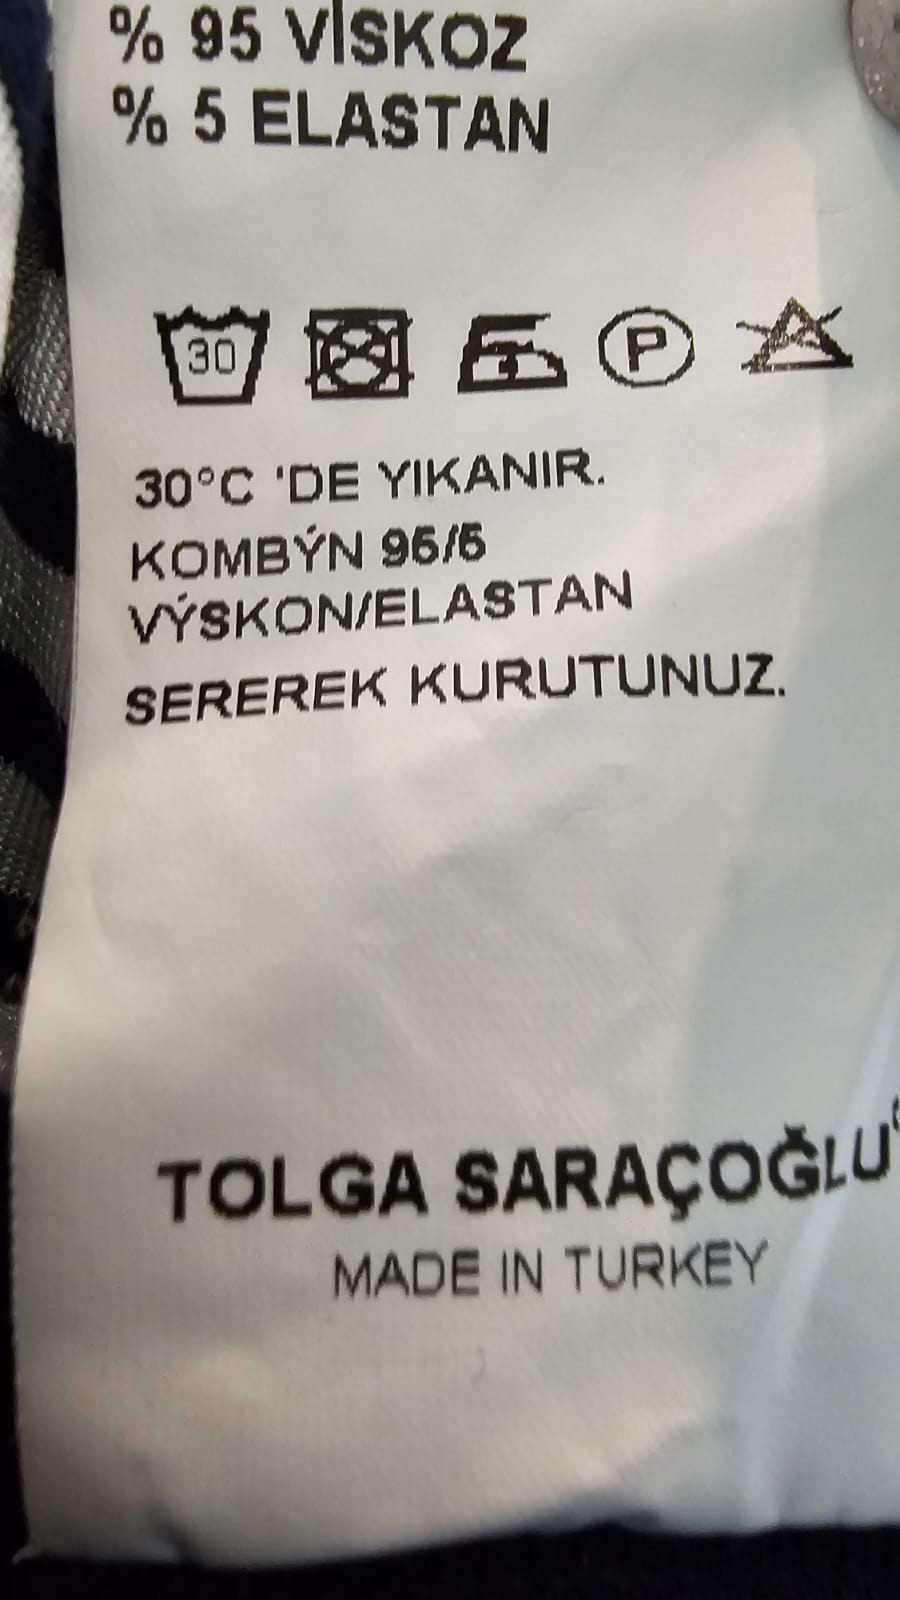 % 95 VİSKOZ
% 5 ELASTAN
30 P A
30°C 'DE YIKANIR.
KOMBÝN 95/5
VÝSKON/ELASTAN
SEREREK KURUTUNUZ.
TOLGA SARAÇOĞLU
MADE IN TURKEY